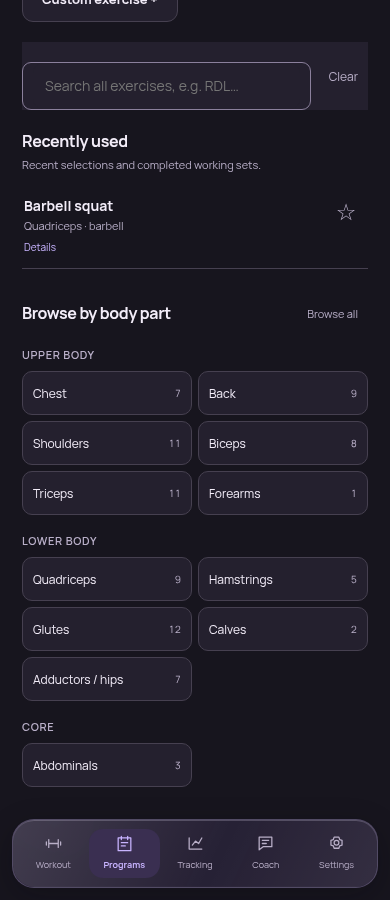 Custom exercise +
Search all exercises, e.g. RDL…
Clear
Recently used
Recent selections and completed working sets.
Barbell squat
Quadriceps · barbell
Details
Browse by body part
Browse all
UPPER BODY
Chest 7
Back 9
Shoulders 11
Biceps 8
Triceps 11
Forearms 1
LOWER BODY
Quadriceps 9
Hamstrings 5
Glutes 12
Calves 2
Adductors / hips 7
CORE
Abdominals 3
Workout
Programs
Tracking
Coach
Settings